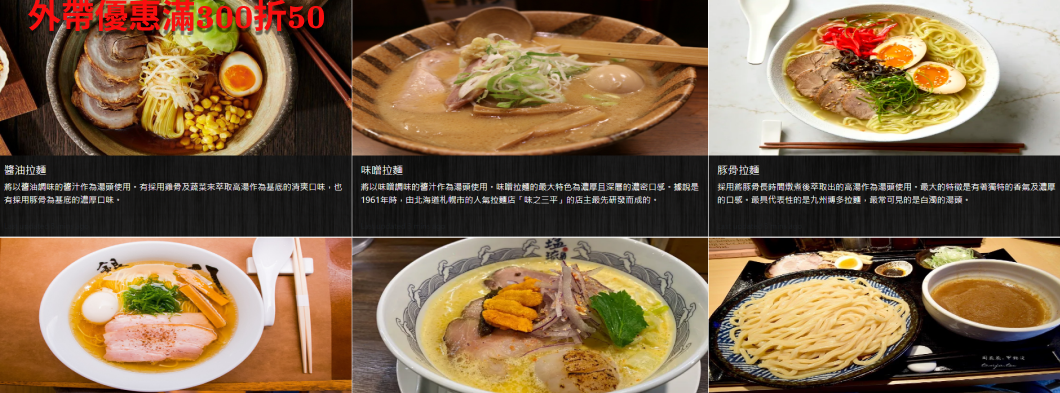 外帶優惠滿300折50
醬油拉麵
將以醬油調味的醬汁作為湯頭使用。有採用雞骨及蔬菜來萃取高湯作為基底的清爽口味，也
有採用豚骨為基底的濃厚口味。
味噌拉麵
將以味噌調味的醬汁作為湯頭使用。味噌拉麵的最大特色為濃厚且深層的濃密口感。據說是
1961年時，由北海道札幌市的人氣拉麵店「味之三平」的店主最先研發而成的。
豚骨拉麵
採用將豚骨長時間燉煮後萃取出的高湯作為湯頭使用。最大的特徵是有著獨特的香氣及濃厚
的口感。最具代表性的是九州博多拉麵，最常可見的是白濁的湯頭。